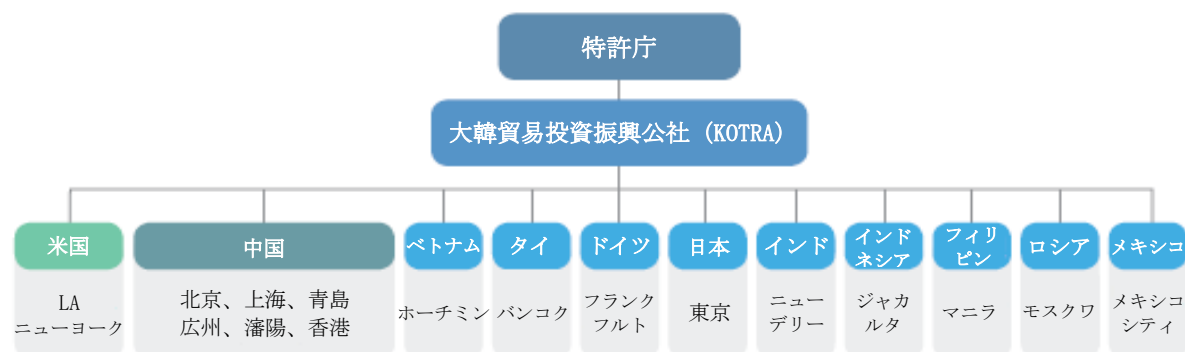 特許庁
大韓貿易投資振興公社 (KOTRA)
米国
中国
ベトナム
タイ
ドイツ
日本
インド
インド
ネシア
フィリ
ピン
ロシア
メキシコ
LA
ニューヨーク
北京、上海、青島
広州、瀋陽、香港
ホーチミン
バンコク
フランク
フルト
東京
ニュー
デリー
ジャカ
ルタ
マニラ
モスクワ
メキシコ
シティ